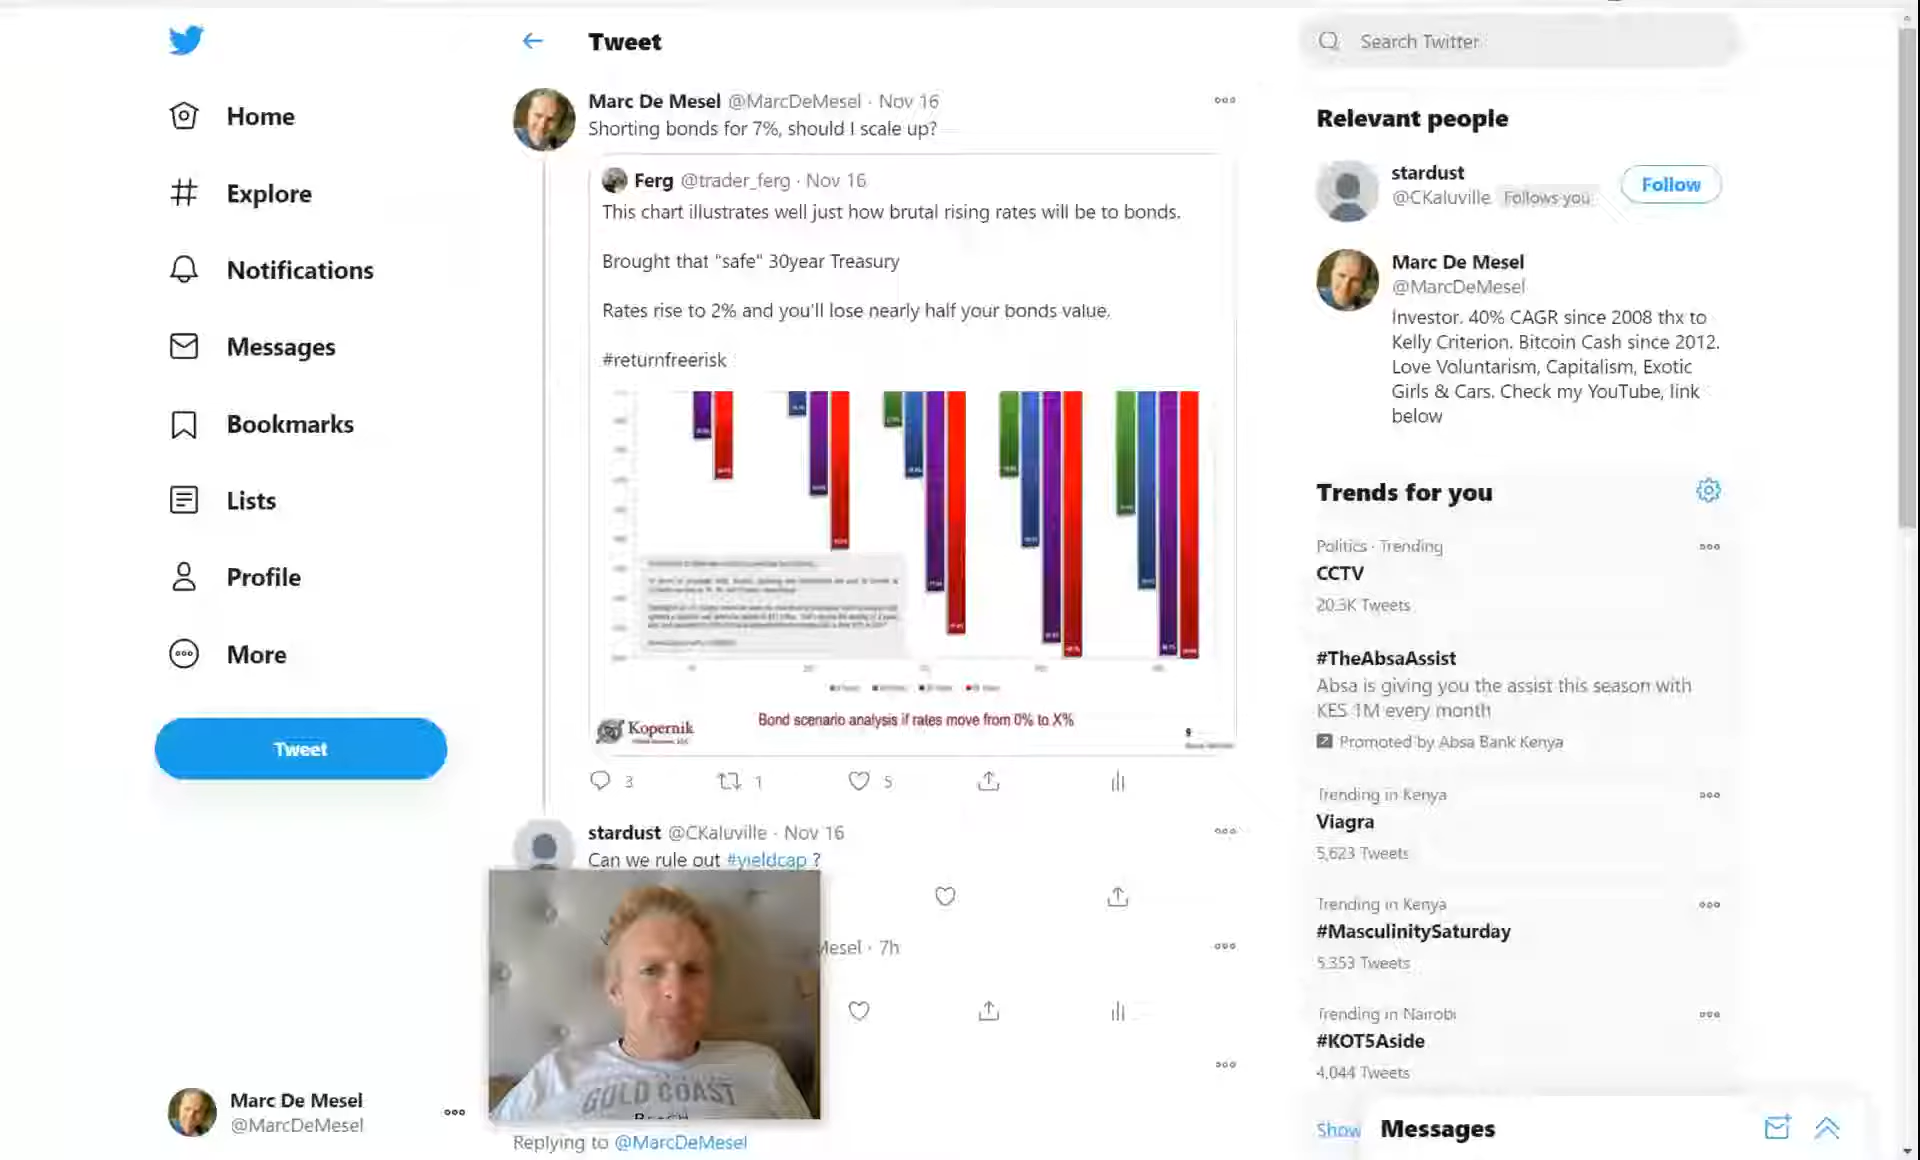 Home
Explore
Notifications
Messages
Bookmarks
Lists
Profile
More
Tweet
Marc De Mesel
@MarcDeMesel
Tweet
Marc De Mesel @MarcDeMesel · Nov 16
Shorting bonds for 7%, should I scale up?
Ferg @trader_ferg · Nov 16
This chart illustrates well just how brutal rising rates will be to bonds.
Brought that "safe" 30year Treasury
Rates rise to 2% and you'll lose nearly half your bonds value.
#returnfreerisk
Kopernik
Bond scenario analysis if rates move from 0% to X%
9
3 1 5
stardust @CKaluville · Nov 16
Can we rule out #yieldcap ?
Mesel · 7h
GOLD COAST
Replying to @MarcDeMesel
Search Twitter
Relevant people
stardust
@CKaluville Follows you
Follow
Marc De Mesel
@MarcDeMesel
Investor. 40% CAGR since 2008 thx to
Kelly Criterion. Bitcoin Cash since 2012.
Love Voluntarism, Capitalism, Exotic
Girls & Cars. Check my YouTube, link
below
Trends for you
Politics · Trending
CCTV
20.3K Tweets
#TheAbsaAssist
Absa is giving you the assist this season with
KES 1M every month
Promoted by Absa Bank Kenya
Trending in Kenya
Viagra
5,623 Tweets
Trending in Kenya
#MasculinitySaturday
5,353 Tweets
Trending in Nairobi
#KOT5Aside
4,044 Tweets
Show
Messages